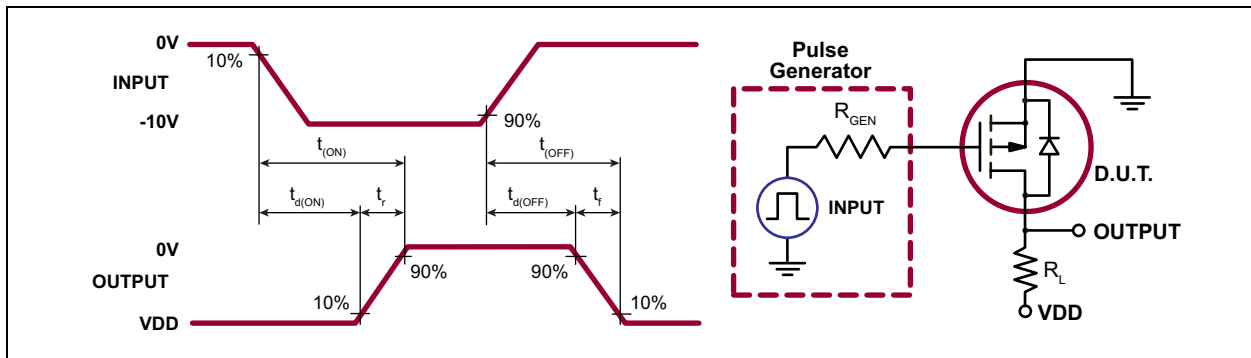 0V
10%
INPUT
-10V
90%
t(ON)
t(OFF)
td(ON)
tr
td(OFF)
tf
0V
OUTPUT
90%
90%
10%
10%
VDD
Pulse
Generator
RGEN
INPUT
D.U.T.
OUTPUT
RL
VDD